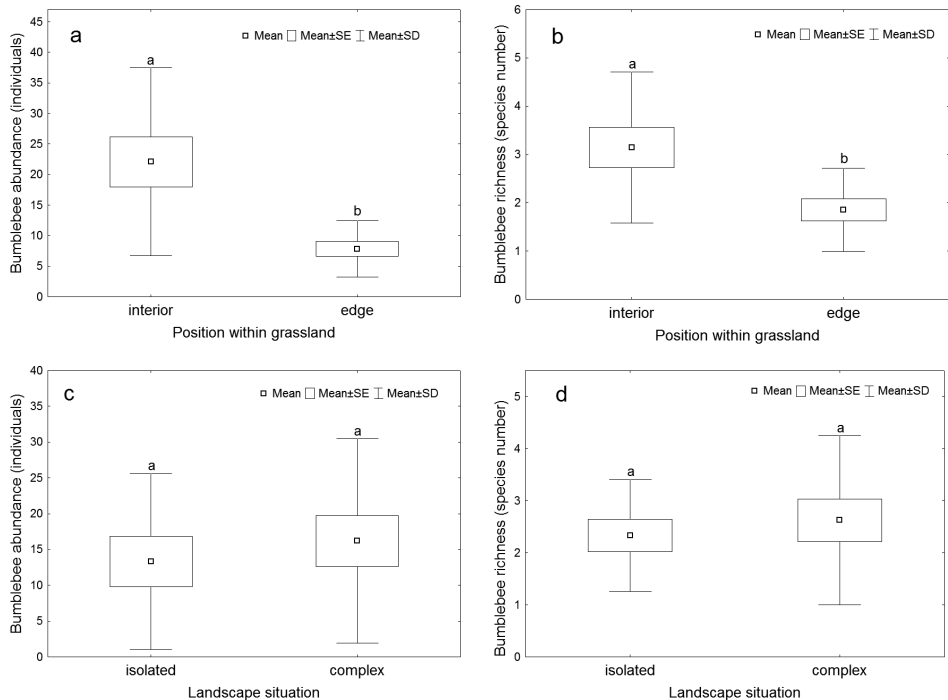 a
Mean Mean±SE Mean±SD
Bumblebee abundance (individuals)
45
40
35
30
25
20
15
10
5
0
a
b
interior edge
Position within grassland
b
Mean Mean±SE Mean±SD
Bumblebee richness (species number)
6
5
4
3
2
1
0
a
b
interior edge
Position within grassland
c
Mean Mean±SE Mean±SD
Bumblebee abundance (individuals)
40
35
30
25
20
15
10
5
0
a
a
isolated complex
Landscape situation
d
Mean Mean±SE Mean±SD
Bumblebee richness (species number)
5
4
3
2
1
0
a
a
isolated complex
Landscape situation